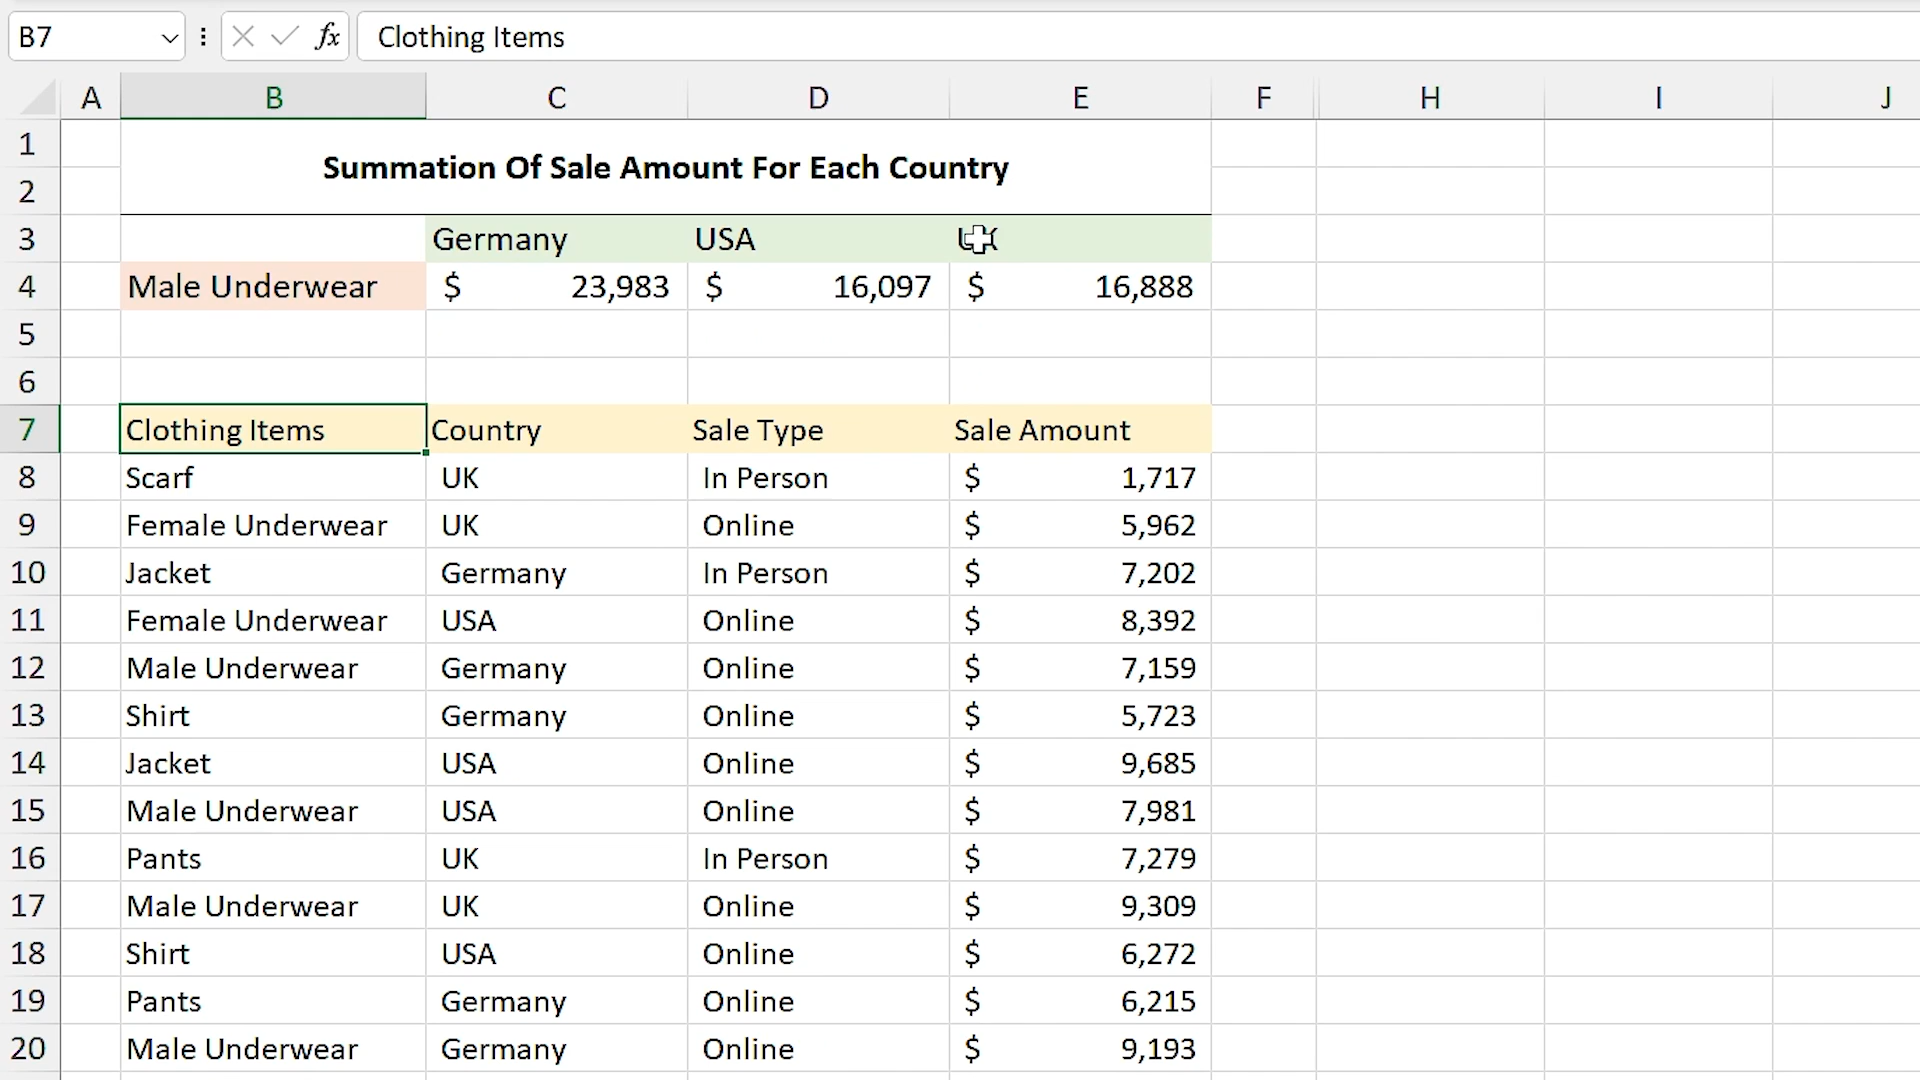 B7 fx Clothing Items
A B C D E F H I J
1 Summation Of Sale Amount For Each Country
2
3 Germany USA
4 Male Underwear $ 23,983 $ 16,097 $ 16,888
5
6
7 Clothing Items Country Sale Type Sale Amount
8 Scarf UK In Person $ 1,717
9 Female Underwear UK Online $ 5,962
10 Jacket Germany In Person $ 7,202
11 Female Underwear USA Online $ 8,392
12 Male Underwear Germany Online $ 7,159
13 Shirt Germany Online $ 5,723
14 Jacket USA Online $ 9,685
15 Male Underwear USA Online $ 7,981
16 Pants UK In Person $ 7,279
17 Male Underwear UK Online $ 9,309
18 Shirt USA Online $ 6,272
19 Pants Germany Online $ 6,215
20 Male Underwear Germany Online $ 9,193